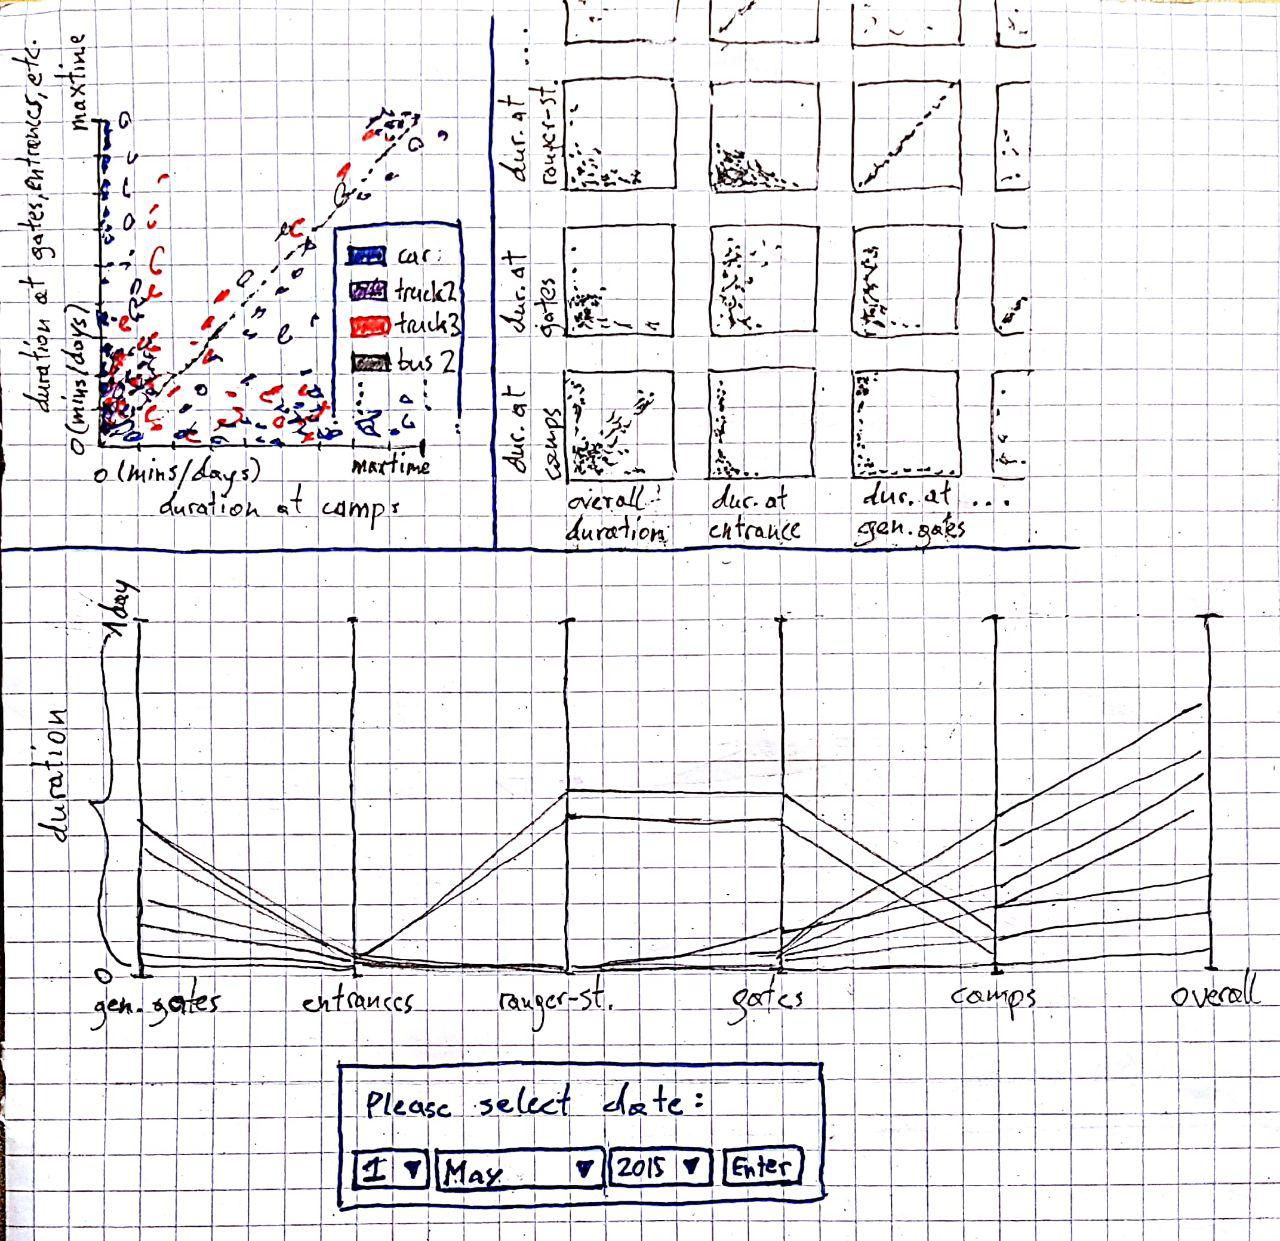 duration at gates, entrances, etc.
0 (mins/days)
maxtime
car
truck2
truck3
bus 2
0 (mins/days)
maxtime
duration at camps
...
dur. at
ranger-st.
dur. at
gates
dur. at
camps
overall
duration
dur. at
entrance
dur. at
gen. gates
...
1 day
duration
0
gen. gates
entrances
ranger-st.
gates
camps
overall
Please select date:
1 ▼ May ▼ 2015 ▼ Enter